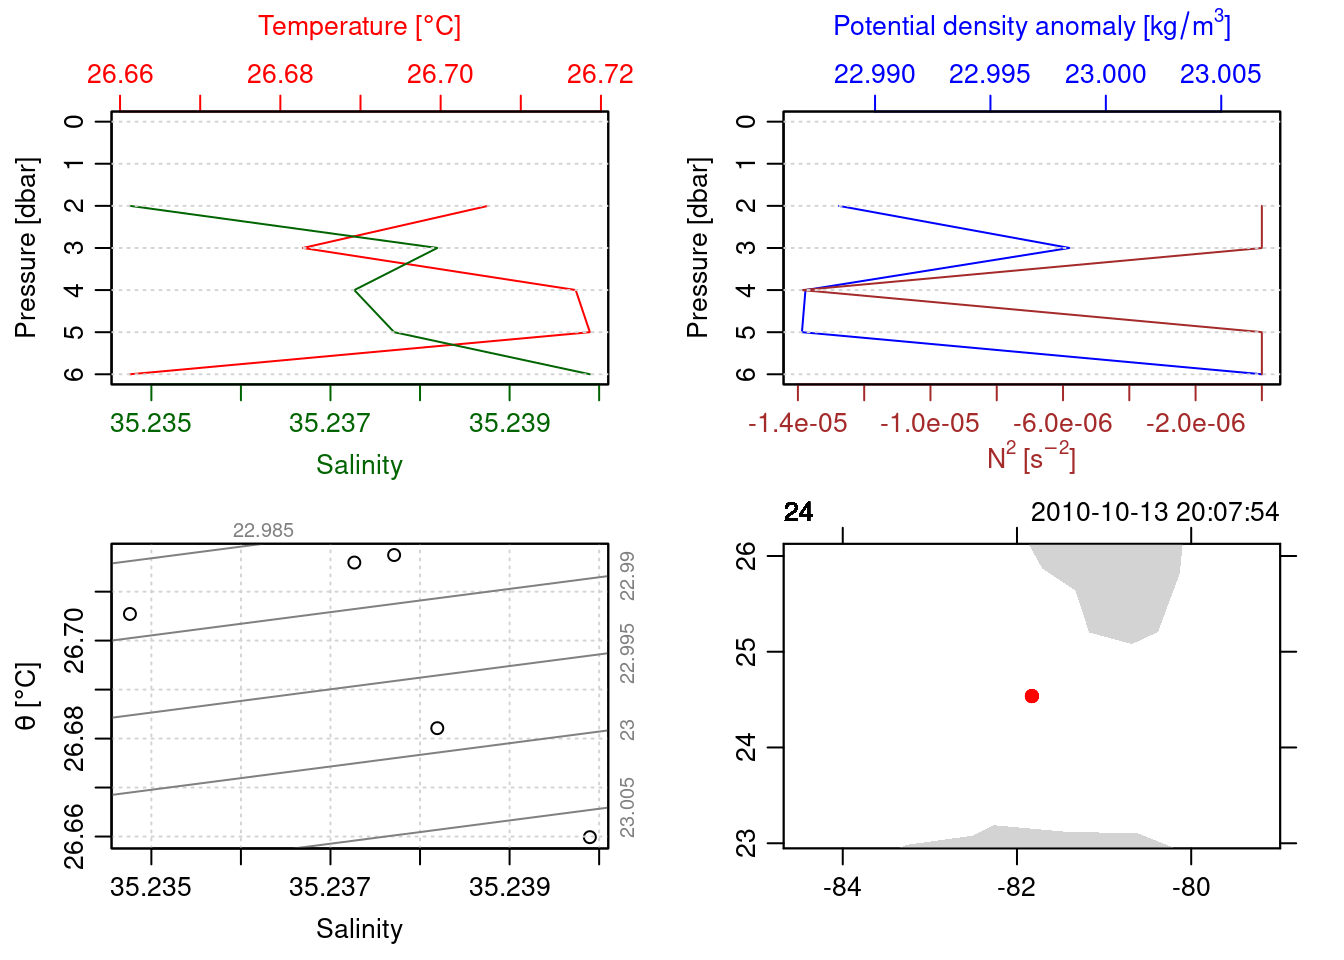 Temperature [°C]
26.66 26.68 26.70 26.72
Pressure [dbar]
0
1
2
3
4
5
6
35.235 35.237 35.239
Salinity
Potential density anomaly [kg/m³]
22.990 22.995 23.000 23.005
Pressure [dbar]
0
1
2
3
4
5
6
-1.4e-05 -1.0e-05 -6.0e-06 -2.0e-06
N² [s⁻²]
22.985
θ [°C]
26.70
26.68
26.66
22.99
22.995
23
23.005
35.235 35.237 35.239
Salinity
24 2010-10-13 20:07:54
26
25
24
23
-84 -82 -80